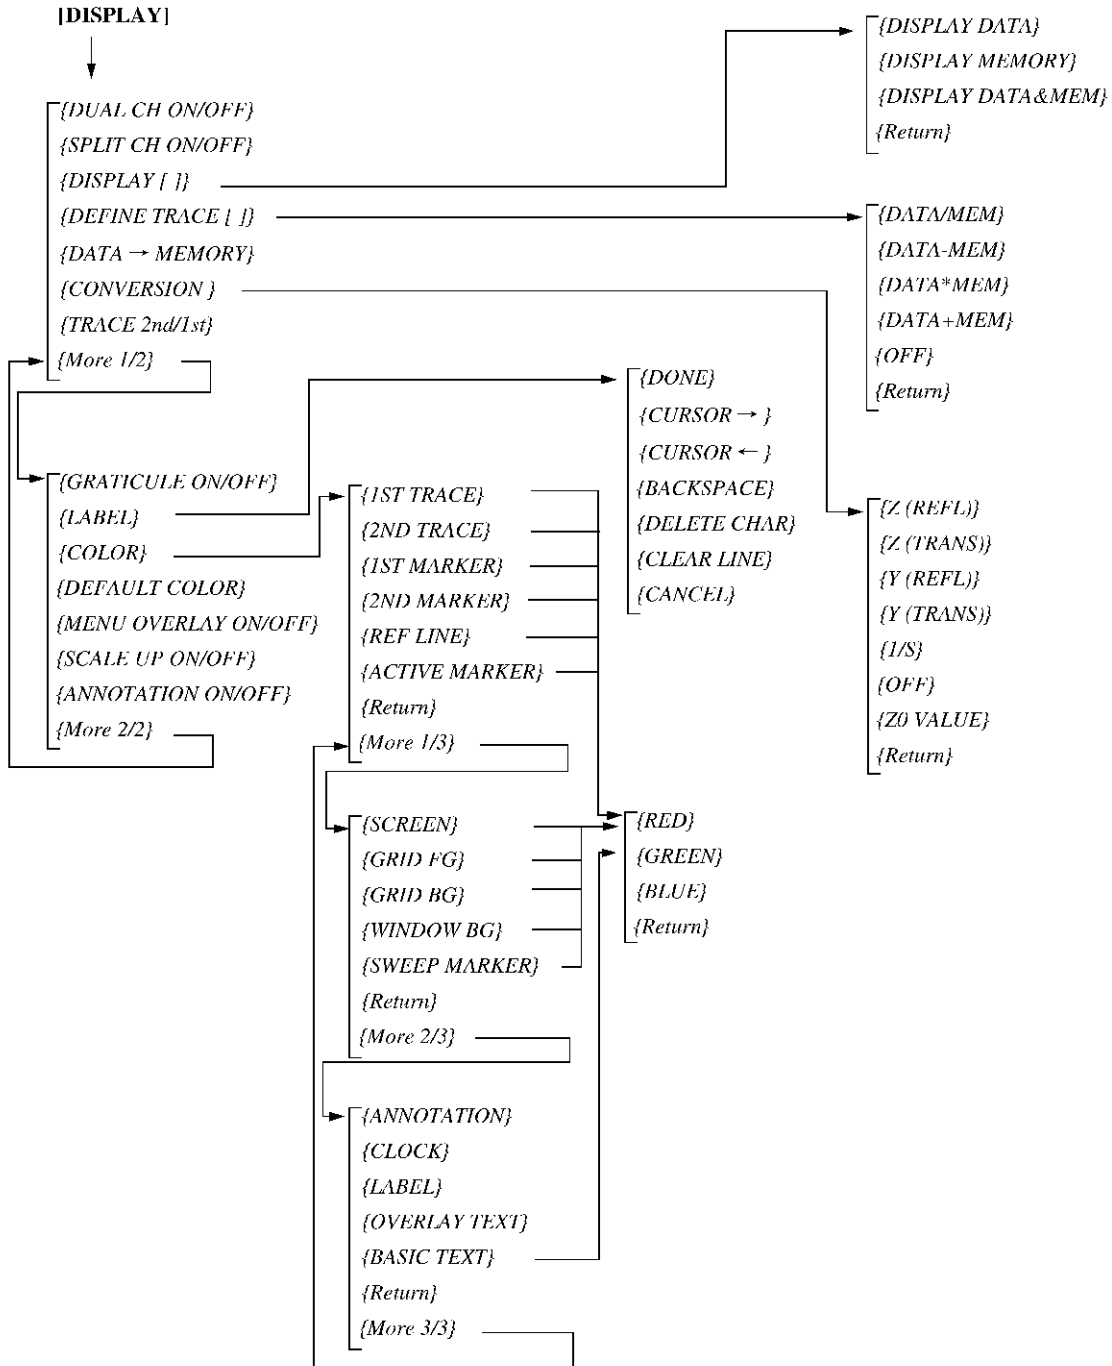 [DISPLAY]
{DUAL CH ON/OFF}
{SPLIT CH ON/OFF}
{DISPLAY [ ]}
{DEFINE TRACE [ ]}
{DATA → MEMORY}
{CONVERSION }
{TRACE 2nd/1st}
{More 1/2}
{GRATICULE ON/OFF}
{LABEL}
{COLOR}
{DEFAULT COLOR}
{MENU OVERLAY ON/OFF}
{SCALE UP ON/OFF}
{ANNOTATION ON/OFF}
{More 2/2}
{1ST TRACE}
{2ND TRACE}
{1ST MARKER}
{2ND MARKER}
{REF LINE}
{ACTIVE MARKER}
{Return}
{More 1/3}
{SCREEN}
{GRID FG}
{GRID BG}
{WINDOW BG}
{SWEEP MARKER}
{Return}
{More 2/3}
{ANNOTATION}
{CLOCK}
{LABEL}
{OVERLAY TEXT}
{BASIC TEXT}
{Return}
{More 3/3}
{DONE}
{CURSOR → }
{CURSOR ← }
{BACKSPACE}
{DELETE CHAR}
{CLEAR LINE}
{CANCEL}
{RED}
{GREEN}
{BLUE}
{Return}
{DISPLAY DATA}
{DISPLAY MEMORY}
{DISPLAY DATA&MEM}
{Return}
{DATA/MEM}
{DATA-MEM}
{DATA*MEM}
{DATA+MEM}
{OFF}
{Return}
{Z (REFL)}
{Z (TRANS)}
{Y (REFL)}
{Y (TRANS)}
{1/S}
{OFF}
{Z0 VALUE}
{Return}